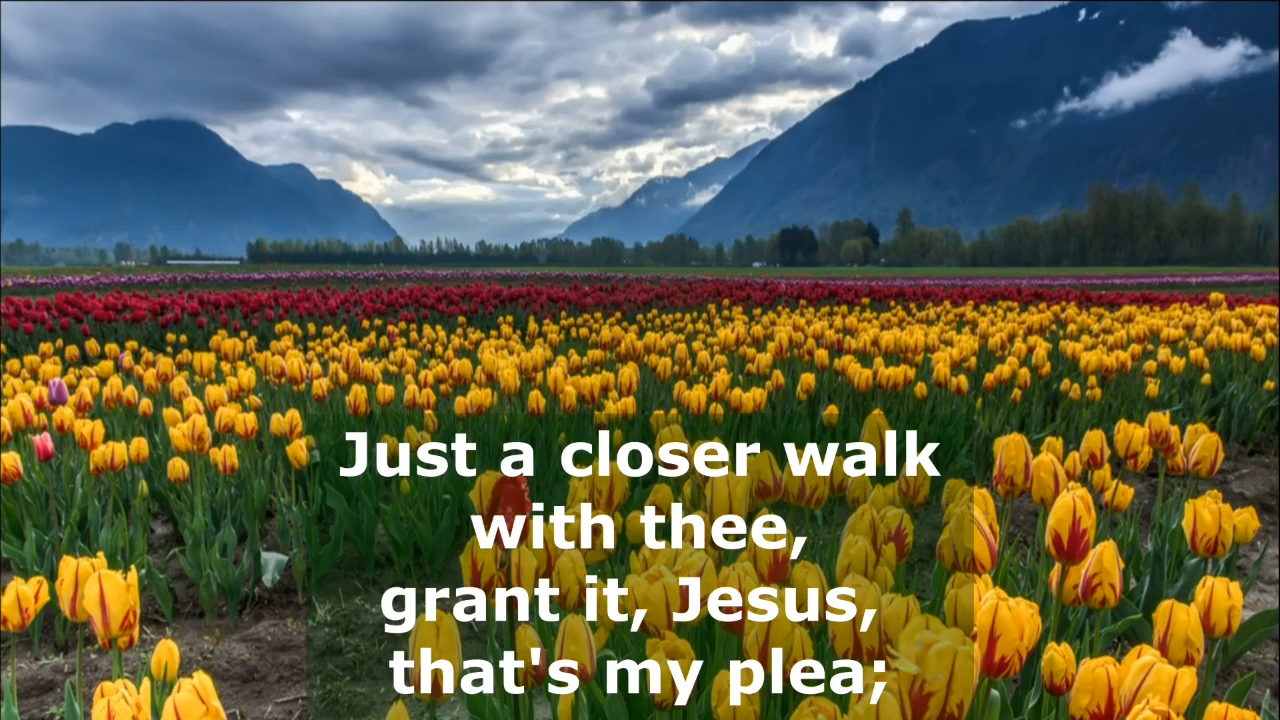 Just a closer walk
with thee,
grant it, Jesus,
that's my plea;